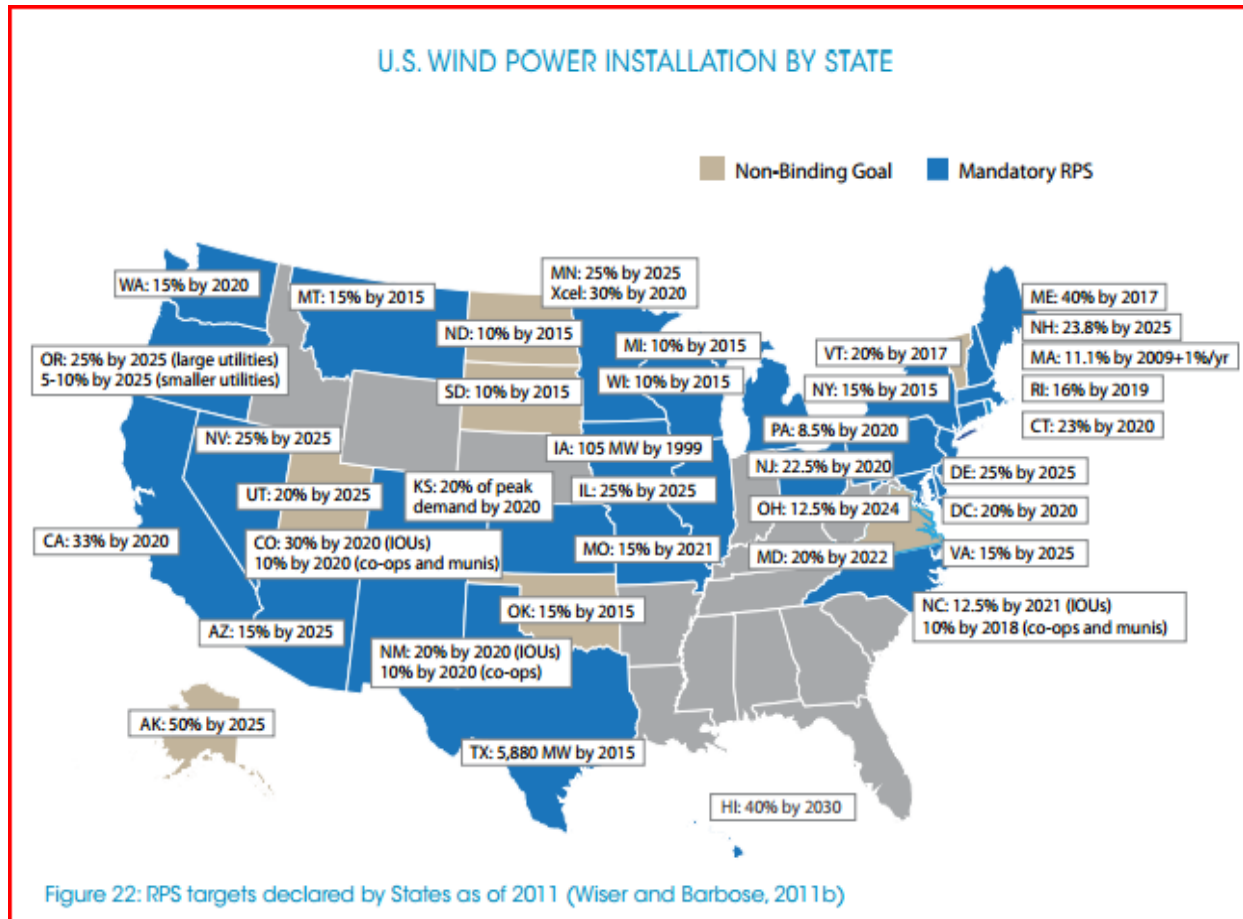 U.S. WIND POWER INSTALLATION BY STATE
Non-Binding Goal
Mandatory RPS
WA: 15% by 2020
MT: 15% by 2015
MN: 25% by 2025
Xcel: 30% by 2020
ME: 40% by 2017
ND: 10% by 2015
NH: 23.8% by 2025
MI: 10% by 2015
VT: 20% by 2017
MA: 11.1% by 2009+1%/yr
OR: 25% by 2025 (large utilities)
5-10% by 2025 (smaller utilities)
SD: 10% by 2015
WI: 10% by 2015
NY: 15% by 2015
RI: 16% by 2019
NV: 25% by 2025
IA: 105 MW by 1999
PA: 8.5% by 2020
CT: 23% by 2020
NJ: 22.5% by 2020
DE: 25% by 2025
UT: 20% by 2025
KS: 20% of peak
demand by 2020
IL: 25% by 2025
OH: 12.5% by 2024
DC: 20% by 2020
CA: 33% by 2020
CO: 30% by 2020 (IOUs)
10% by 2020 (co-ops and munis)
MO: 15% by 2021
MD: 20% by 2022
VA: 15% by 2025
OK: 15% by 2015
NC: 12.5% by 2021 (IOUs)
10% by 2018 (co-ops and munis)
AZ: 15% by 2025
NM: 20% by 2020 (IOUs)
10% by 2020 (co-ops)
AK: 50% by 2025
TX: 5,880 MW by 2015
HI: 40% by 2030
Figure 22: RPS targets declared by States as of 2011 (Wiser and Barbose, 2011b)